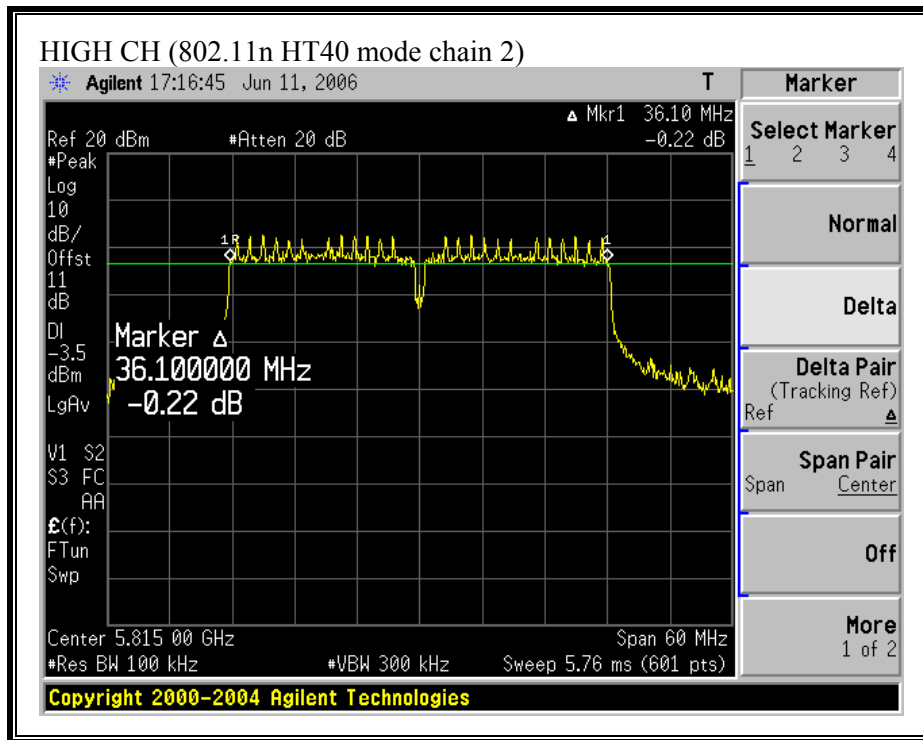 HIGH CH (802.11n HT40 mode chain 2)
Agilent 17:16:45 Jun 11, 2006 T
Δ Mkr1 36.10 MHz
Ref 20 dBm #Atten 20 dB -0.22 dB
#Peak
Log
10
dB/
Offst
11
dB
DI
-3.5
dBm
LgAv
V1 S2
S3 FC
AA
£(f):
FTun
Swp
1R
1
Marker Δ
36.100000 MHz
-0.22 dB
Center 5.815 00 GHz Span 60 MHz
#Res BW 100 kHz #VBW 300 kHz Sweep 5.76 ms (601 pts)
Marker
Select Marker
1 2 3 4
Normal
Delta
Delta Pair
(Tracking Ref)
Ref Δ
Span Pair
Span Center
Off
More
1 of 2
Copyright 2000-2004 Agilent Technologies